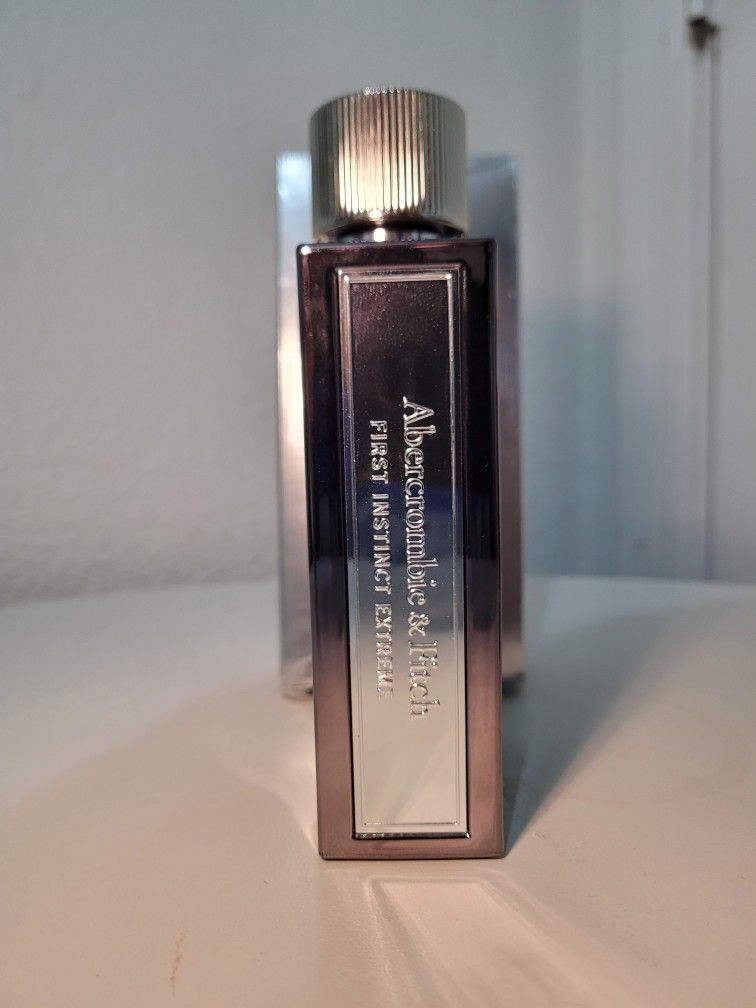 Abercrombie & Fitch
FIRST INSTINCT EXTREME